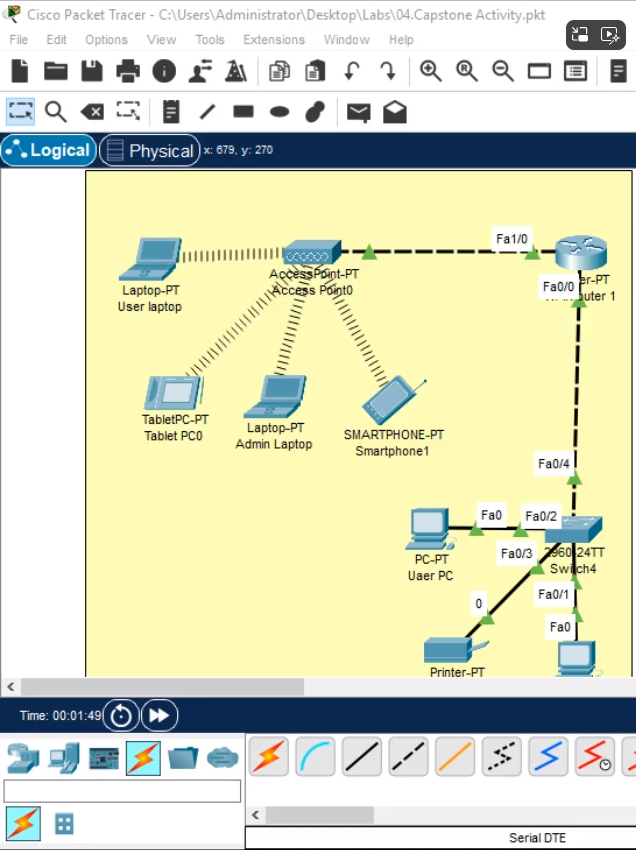 Cisco Packet Tracer - C:\Users\Administrator\Desktop\Labs\04.Capstone Activity.pkt
File Edit Options View Tools Extensions Window Help
Logical Physical x: 679, y: 270
Fa1/0
Laptop-PT
User laptop
AccessPoint-PT
Access Point0
er-PT
Fa0/0
uter 1
TabletPC-PT
Tablet PC0
Laptop-PT
Admin Laptop
SMARTPHONE-PT
Smartphone1
Fa0/4
Fa0
Fa0/2
PC-PT
Uaer PC
Fa0/3
2960-24TT
Switch4
Fa0/1
0
Fa0
Printer-PT
Time: 00:01:49
Serial DTE